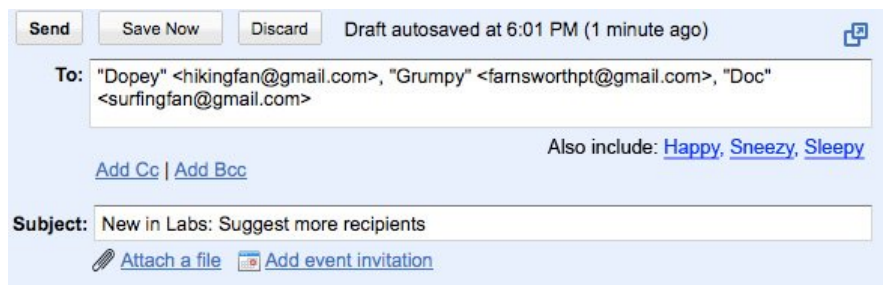 Send Save Now Discard Draft autosaved at 6:01 PM (1 minute ago)
To: "Dopey" <hikingfan@gmail.com>, "Grumpy" <farnsworthpt@gmail.com>, "Doc"
<surfingfan@gmail.com>
Also include: Happy, Sneezy, Sleepy
Add Cc | Add Bcc
Subject: New in Labs: Suggest more recipients
Attach a file Add event invitation